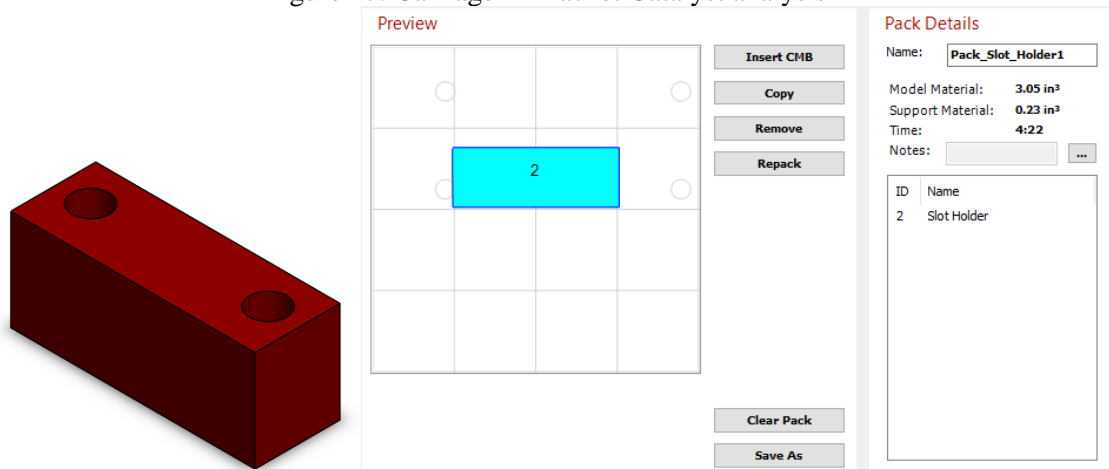 Preview
2
Insert CMB
Copy
Remove
Repack
Clear Pack
Save As
Pack Details
Name: Pack_Slot_Holder1
Model Material: 3.05 in³
Support Material: 0.23 in³
Time: 4:22
Notes: ...
ID Name
2 Slot Holder